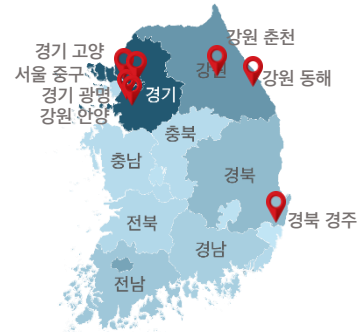 강원 춘천
경기 고양
서울 중구
강원
강원 동해
경기 광명
경기
강원 안양
충북
충남
경북
전북
경북 경주
경남
전남